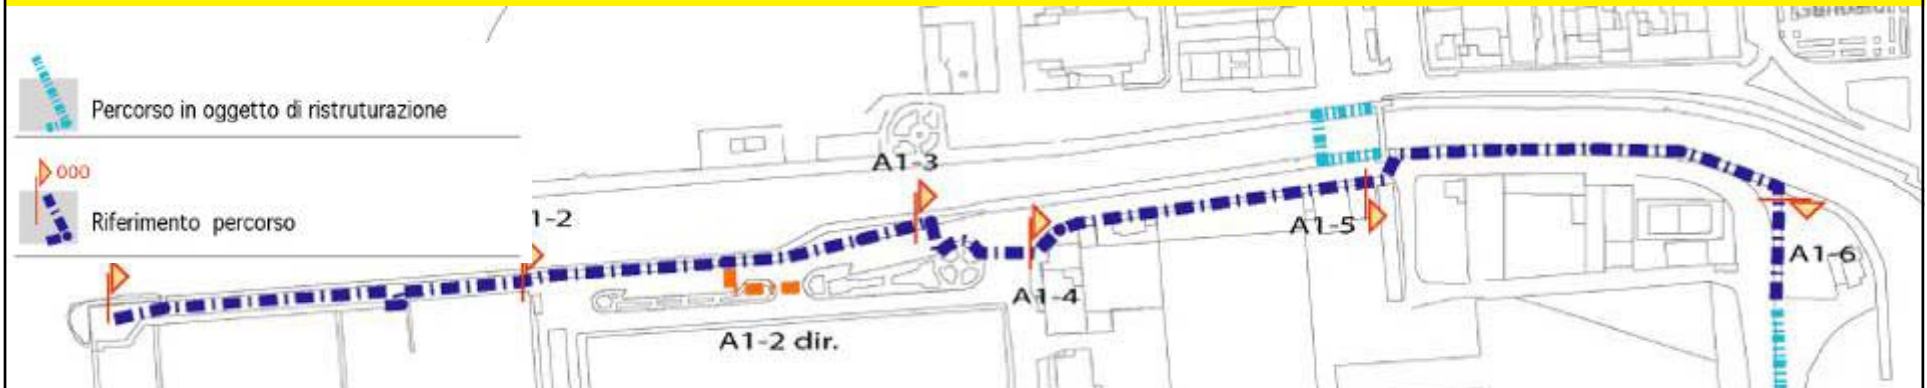 Percorso in oggetto di ristruturazione
000
Riferimento percorso
1-2
A1-3
A1-5
A1-6
A1-4
A1-2 dir.